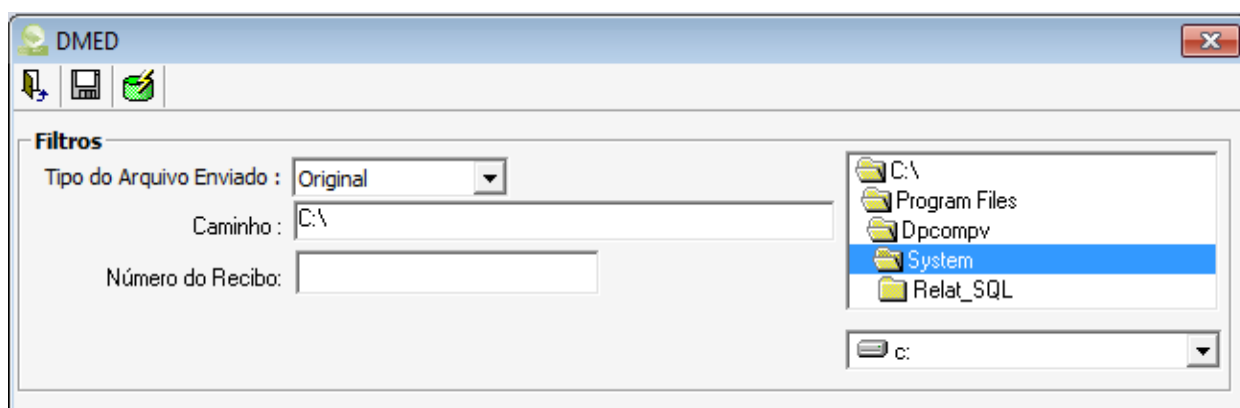 DMED
Filtros
Tipo do Arquivo Enviado : Original
Caminho : C:\
Número do Recibo:
C:\
Program Files
Dpcompv
System
Relat_SQL
c: